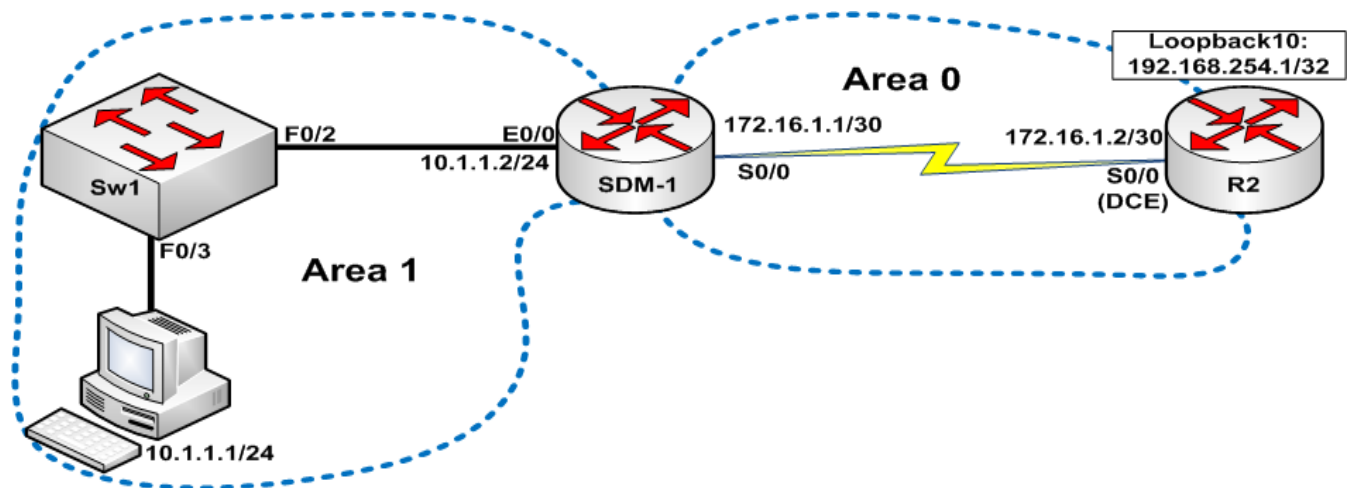 Loopback10:
192.168.254.1/32
Area 0
F0/2
E0/0
172.16.1.1/30
172.16.1.2/30
10.1.1.2/24
Sw1
SDM-1
S0/0
S0/0
(DCE)
R2
F0/3
Area 1
10.1.1.1/24